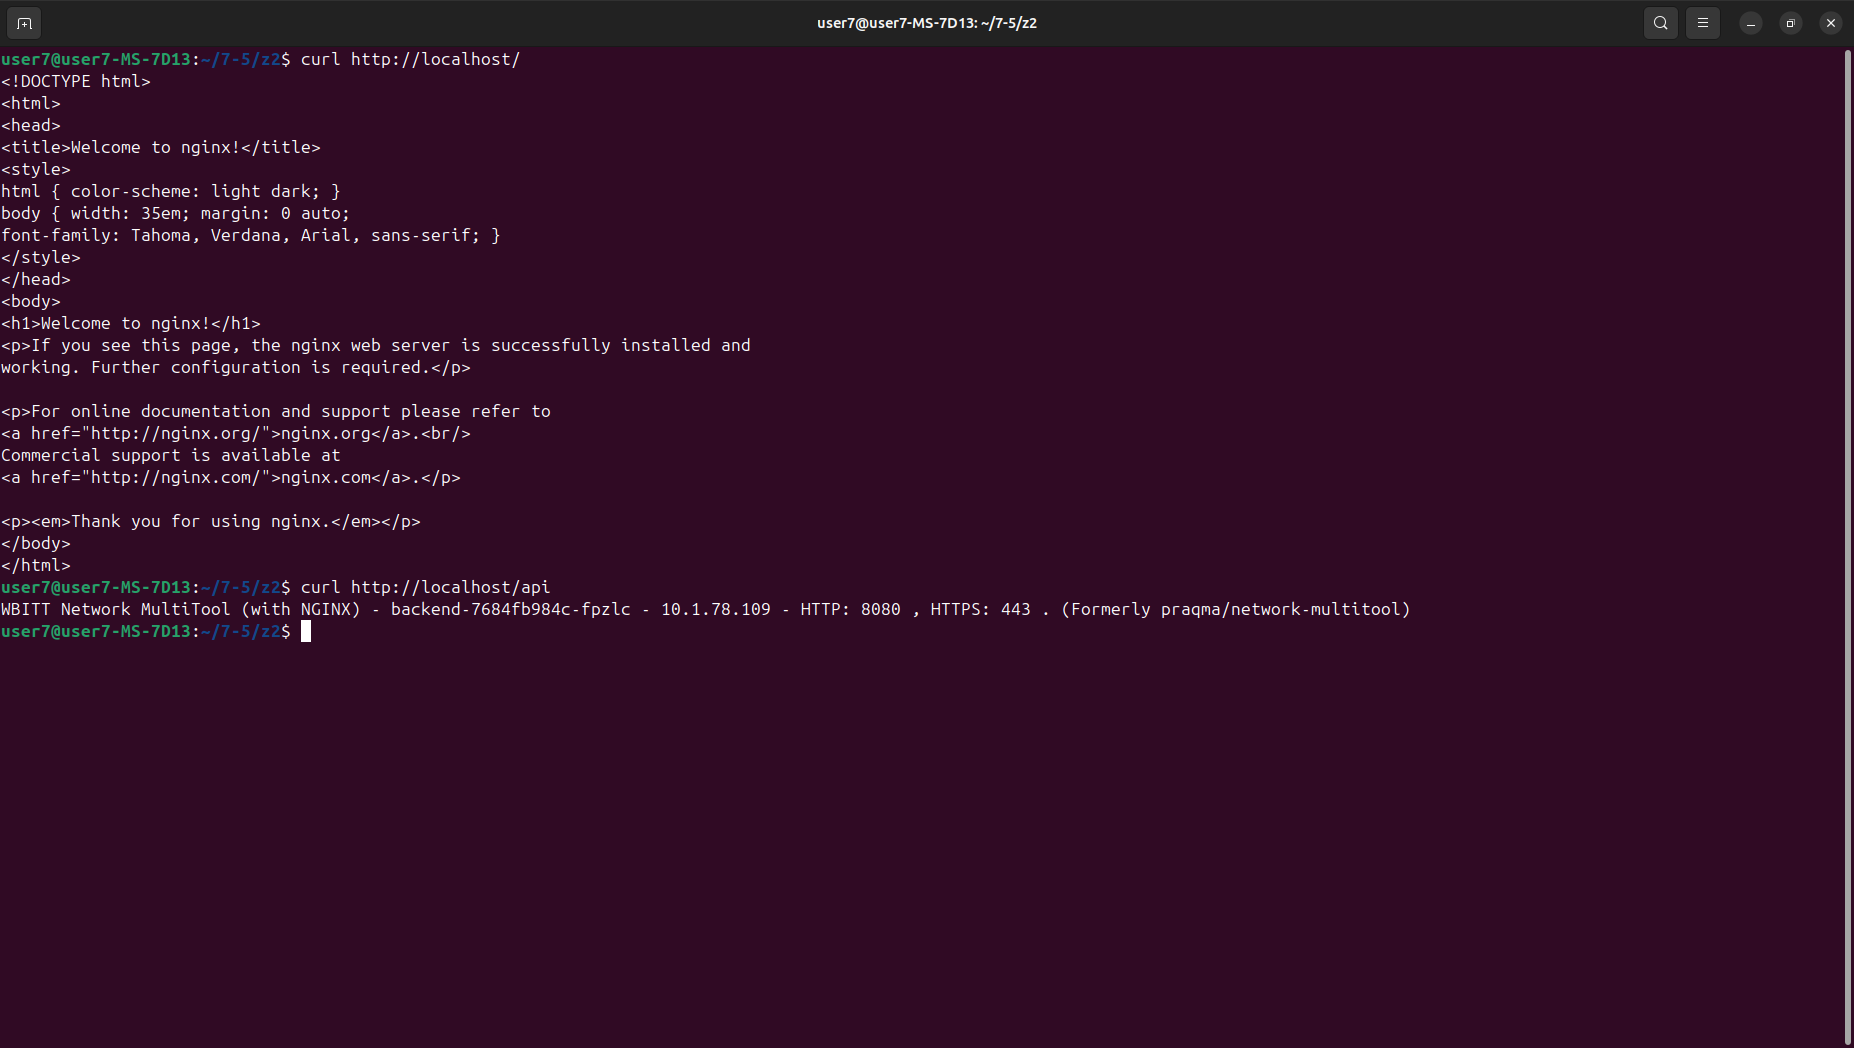 user7@user7-MS-7D13: ~/7-5/z2
user7@user7-MS-7D13:~/7-5/z2$ curl http://localhost/
<!DOCTYPE html>
<html>
<head>
<title>Welcome to nginx!</title>
<style>
html { color-scheme: light dark; }
body { width: 35em; margin: 0 auto;
font-family: Tahoma, Verdana, Arial, sans-serif; }
</style>
</head>
<body>
<h1>Welcome to nginx!</h1>
<p>If you see this page, the nginx web server is successfully installed and
working. Further configuration is required.</p>

<p>For online documentation and support please refer to
<a href="http://nginx.org/">nginx.org</a>.<br/>
Commercial support is available at
<a href="http://nginx.com/">nginx.com</a>.</p>

<p><em>Thank you for using nginx.</em></p>
</body>
</html>
user7@user7-MS-7D13:~/7-5/z2$ curl http://localhost/api
WBITT Network MultiTool (with NGINX) - backend-7684fb984c-fpzlc - 10.1.78.109 - HTTP: 8080 , HTTPS: 443 . (Formerly praqma/network-multitool)
user7@user7-MS-7D13:~/7-5/z2$